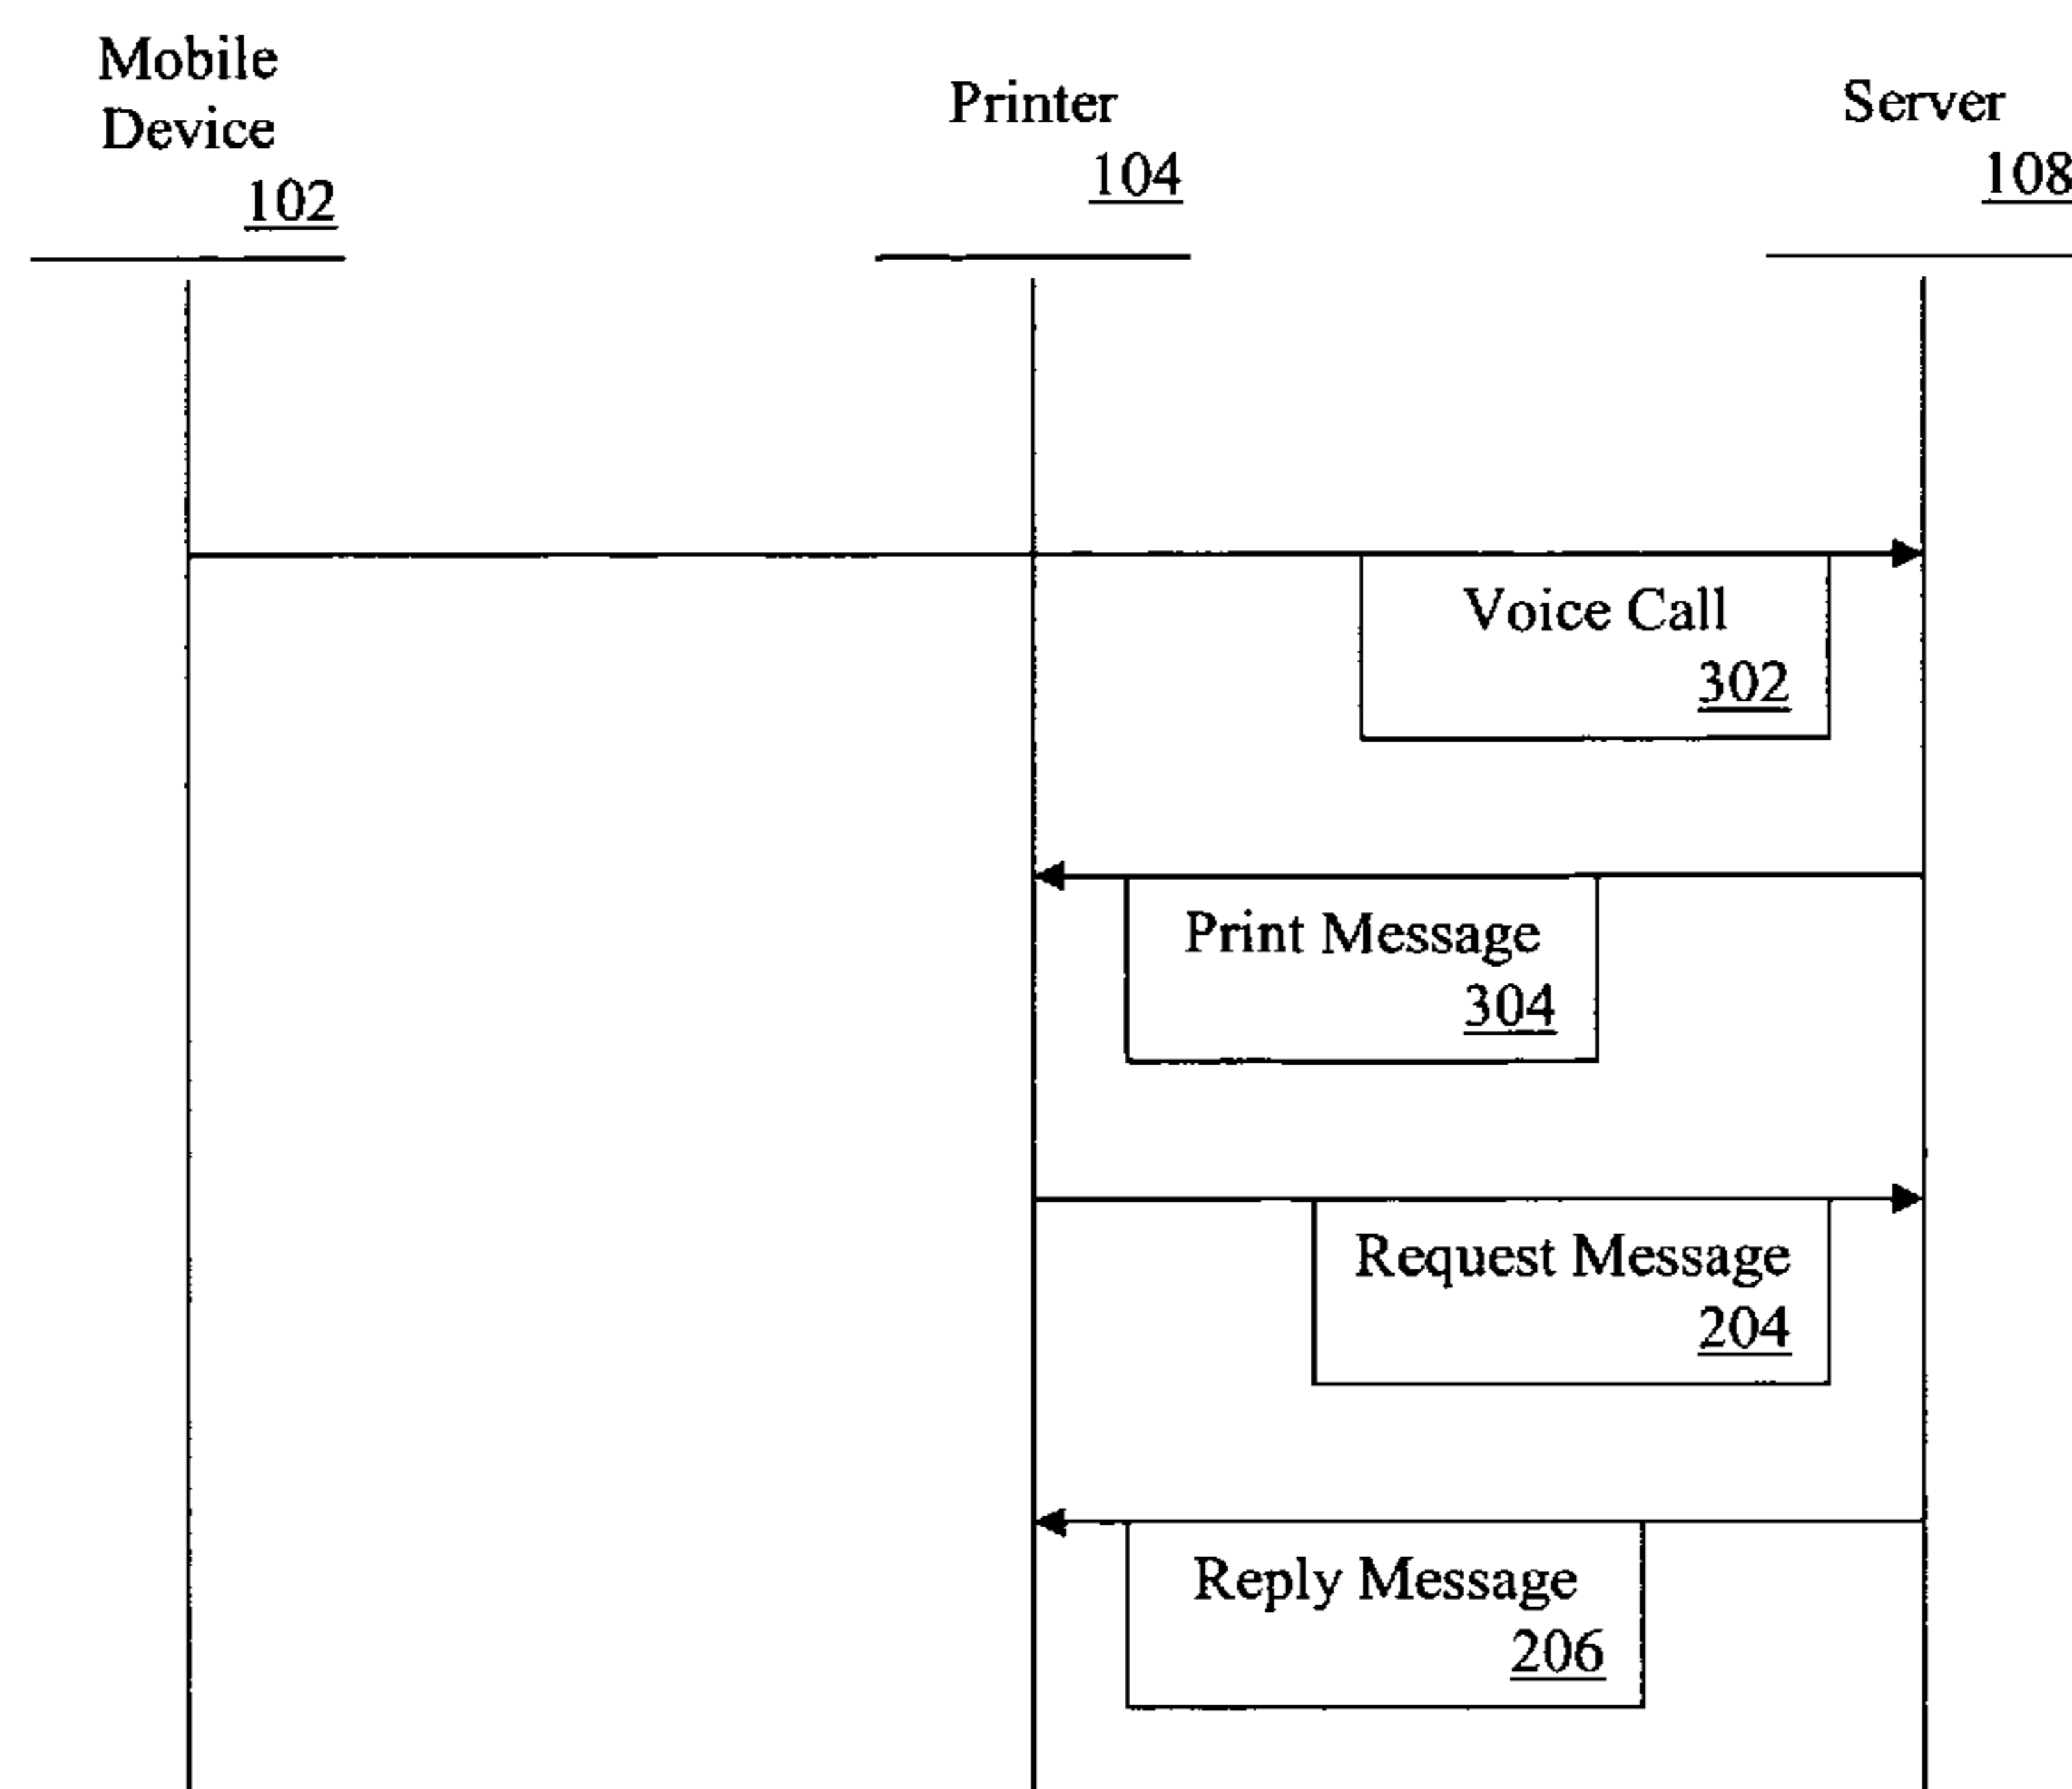 Mobile
Device
102
Printer
104
Server
108
Voice Call
302
Print Message
304
Request Message
204
Reply Message
206